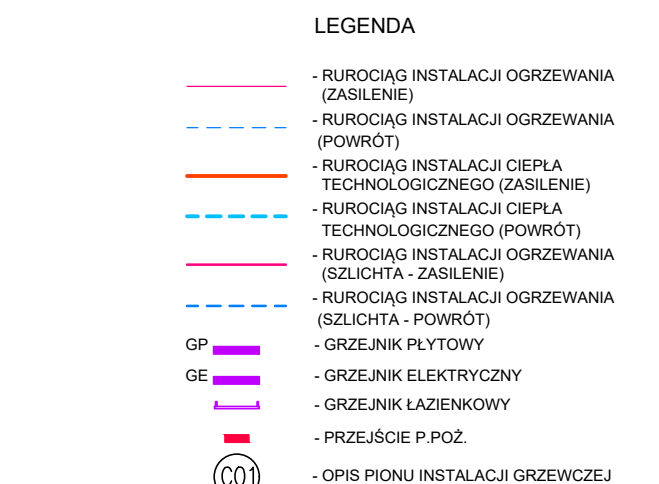 LEGENDA
- RUROCIĄG INSTALACJI OGRZEWANIA
(ZASILENIE)
- RUROCIĄG INSTALACJI OGRZEWANIA
(POWRÓT)
- RUROCIĄG INSTALACJI CIEPŁA
TECHNOLOGICZNEGO (ZASILENIE)
- RUROCIĄG INSTALACJI CIEPŁA
TECHNOLOGICZNEGO (POWRÓT)
- RUROCIĄG INSTALACJI OGRZEWANIA
(SZLICHTA - ZASILENIE)
- RUROCIĄG INSTALACJI OGRZEWANIA
(SZLICHTA - POWRÓT)
GP - GRZEJNIK PŁYTOWY
GE - GRZEJNIK ELEKTRYCZNY
- GRZEJNIK ŁAZIENKOWY
- PRZEJŚCIE P.POŻ.
CO1 - OPIS PIONU INSTALACJI GRZEWCZEJ